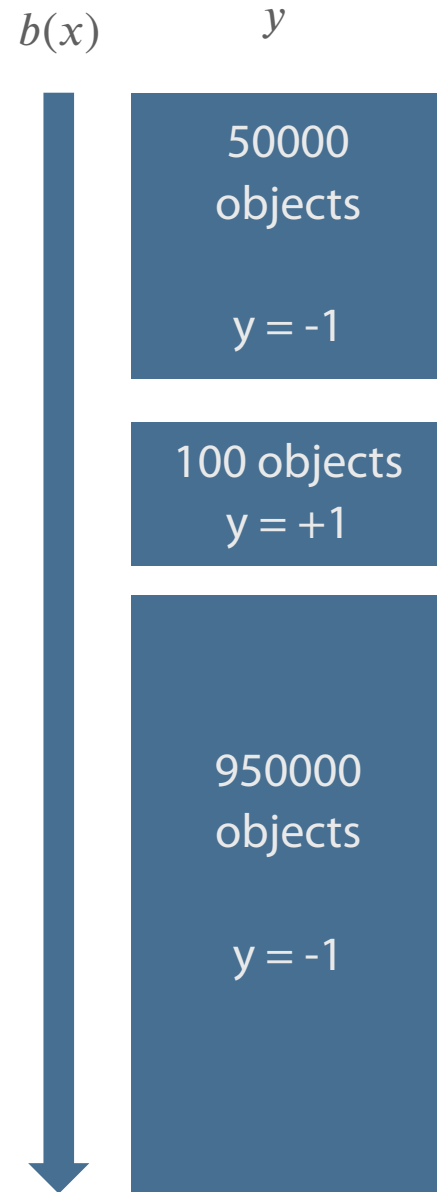 b(x) y
50000
objects
y = -1
100 objects
y = +1
950000
objects
y = -1